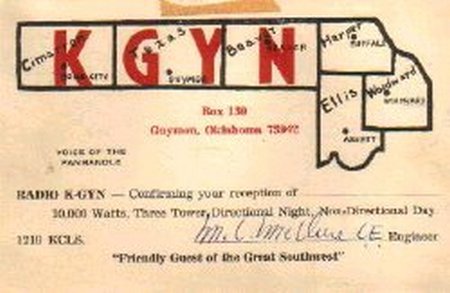 Cimarron Texas Beaver Harper
K-GYN
BOISE CITY GUYMON BEAVER BUFFALO
Ellis Woodward
WOODWARD
ARNETT
Box 130
Guymon, Oklahoma 73942
VOICE OF THE
PANHANDLE
RADIO K-GYN — Confirming your reception of
10,000 Watts, Three Tower, Directional Night, Non-Directional Day
1210 KCLS. Engineer
"Friendly Guest of the Great Southwest"